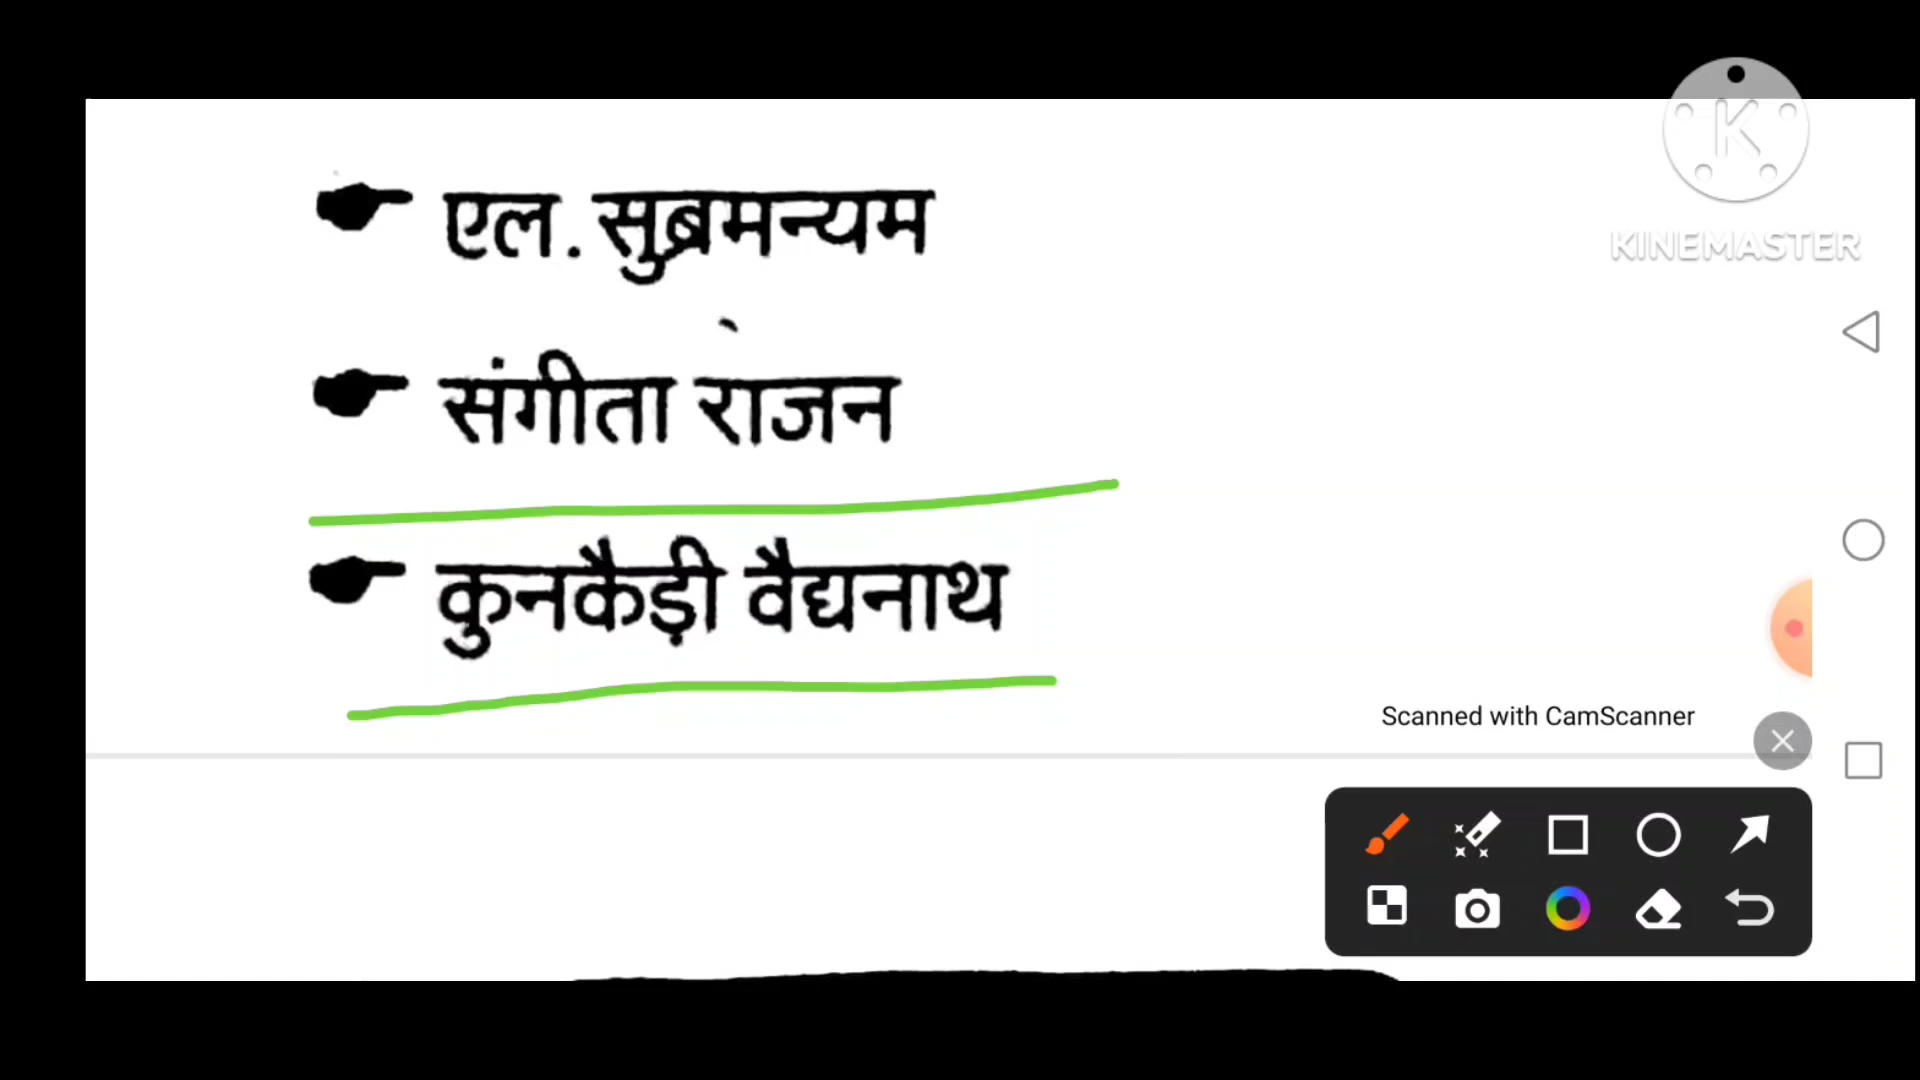 KINEMASTER
एल. सुब्रमन्यम
संगीता राजन
कुनकैड़ी वैद्यनाथ
Scanned with CamScanner